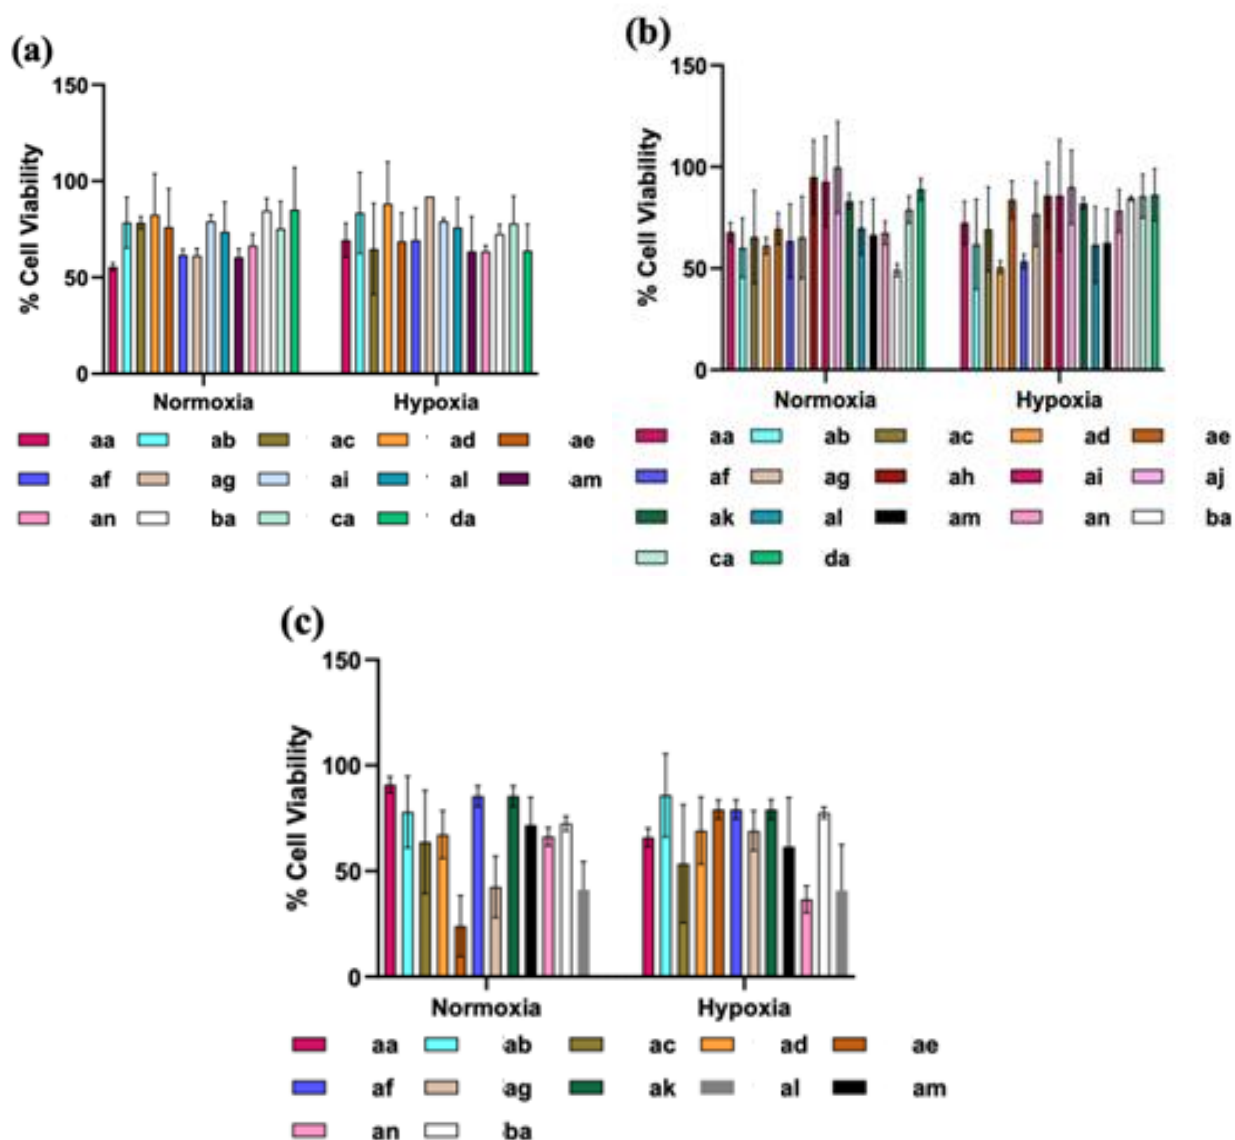 (a)
150
100
50
0
% Cell Viability
Normoxia Hypoxia
aa ab ac ad ae
af ag ai al am
an ba ca da
(b)
150
100
50
0
% Cell Viability
Normoxia Hypoxia
aa ab ac ad ae
af ag ah ai aj
ak al am an ba
ca da
(c)
150
100
50
0
% Cell Viability
Normoxia Hypoxia
aa ab ac ad ae
af ag ak al am
an ba